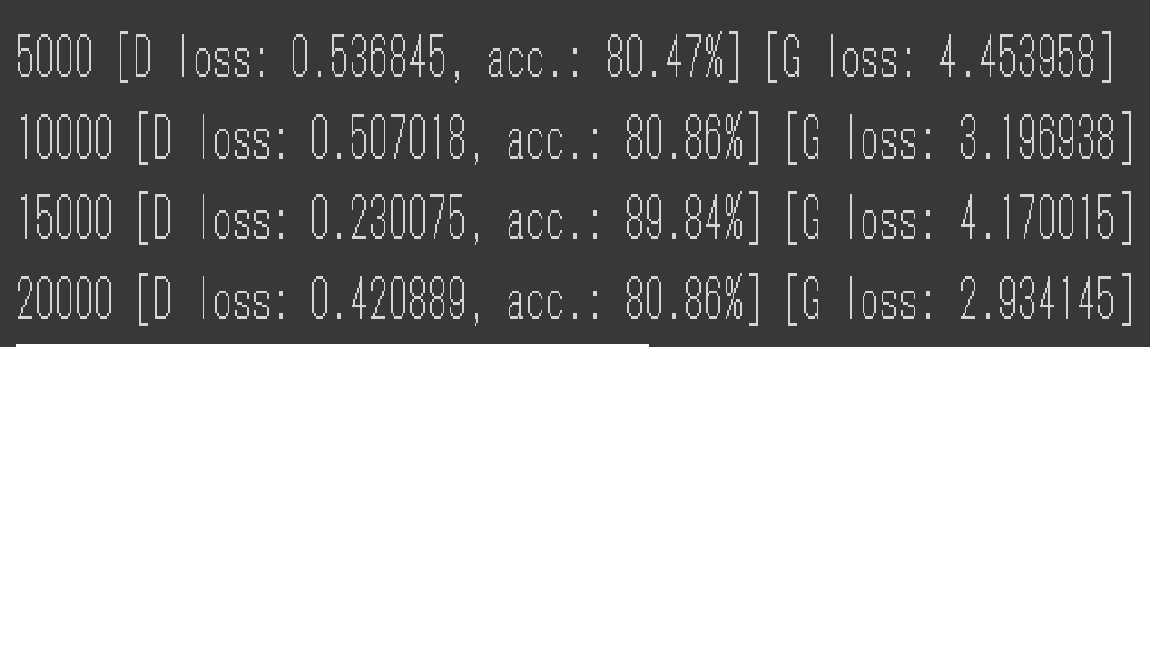 5000 [D loss: 0.536845, acc.: 80.47%] [G loss: 4.453958]
10000 [D loss: 0.507018, acc.: 80.86%] [G loss: 3.196938]
15000 [D loss: 0.230075, acc.: 89.84%] [G loss: 4.170015]
20000 [D loss: 0.420889, acc.: 80.86%] [G loss: 2.934145]